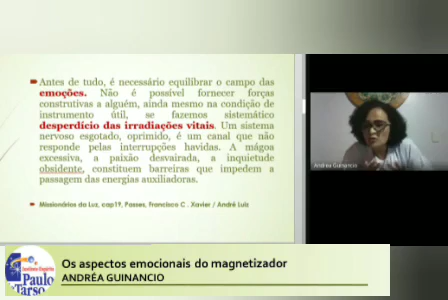 Antes de tudo, é necessário equilibrar o campo das
emoções. Não é possível fornecer forças
construtivas a alguém, ainda mesmo na condição de
instrumento útil, se fazemos sistemático
desperdício das irradiações vitais. Um sistema
nervoso esgotado, oprimido, é um canal que não
responde pelas interrupções havidas. A mágoa
excessiva, a paixão desvairada, a inquietude
obsidente, constituem barreiras que impedem a
passagem das energias auxiliadoras.
Missionários da Luz, cap19, Passes, Francisco C. Xavier / André Luis
Andréa Guinancio
Paulo
Tarso
Os aspectos emocionais do magnetizador
ANDRÉA GUINANCIO